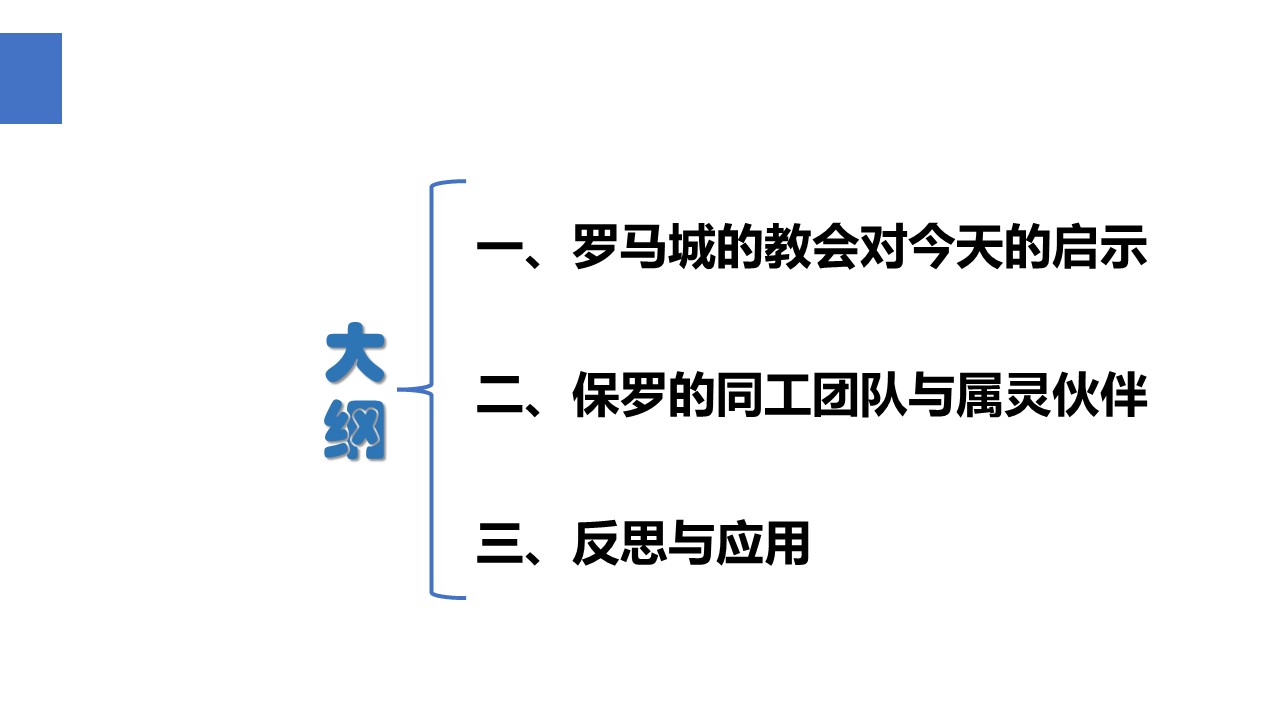 大
纲
一、罗马城的教会对今天的启示
二、保罗的同工团队与属灵伙伴
三、反思与应用